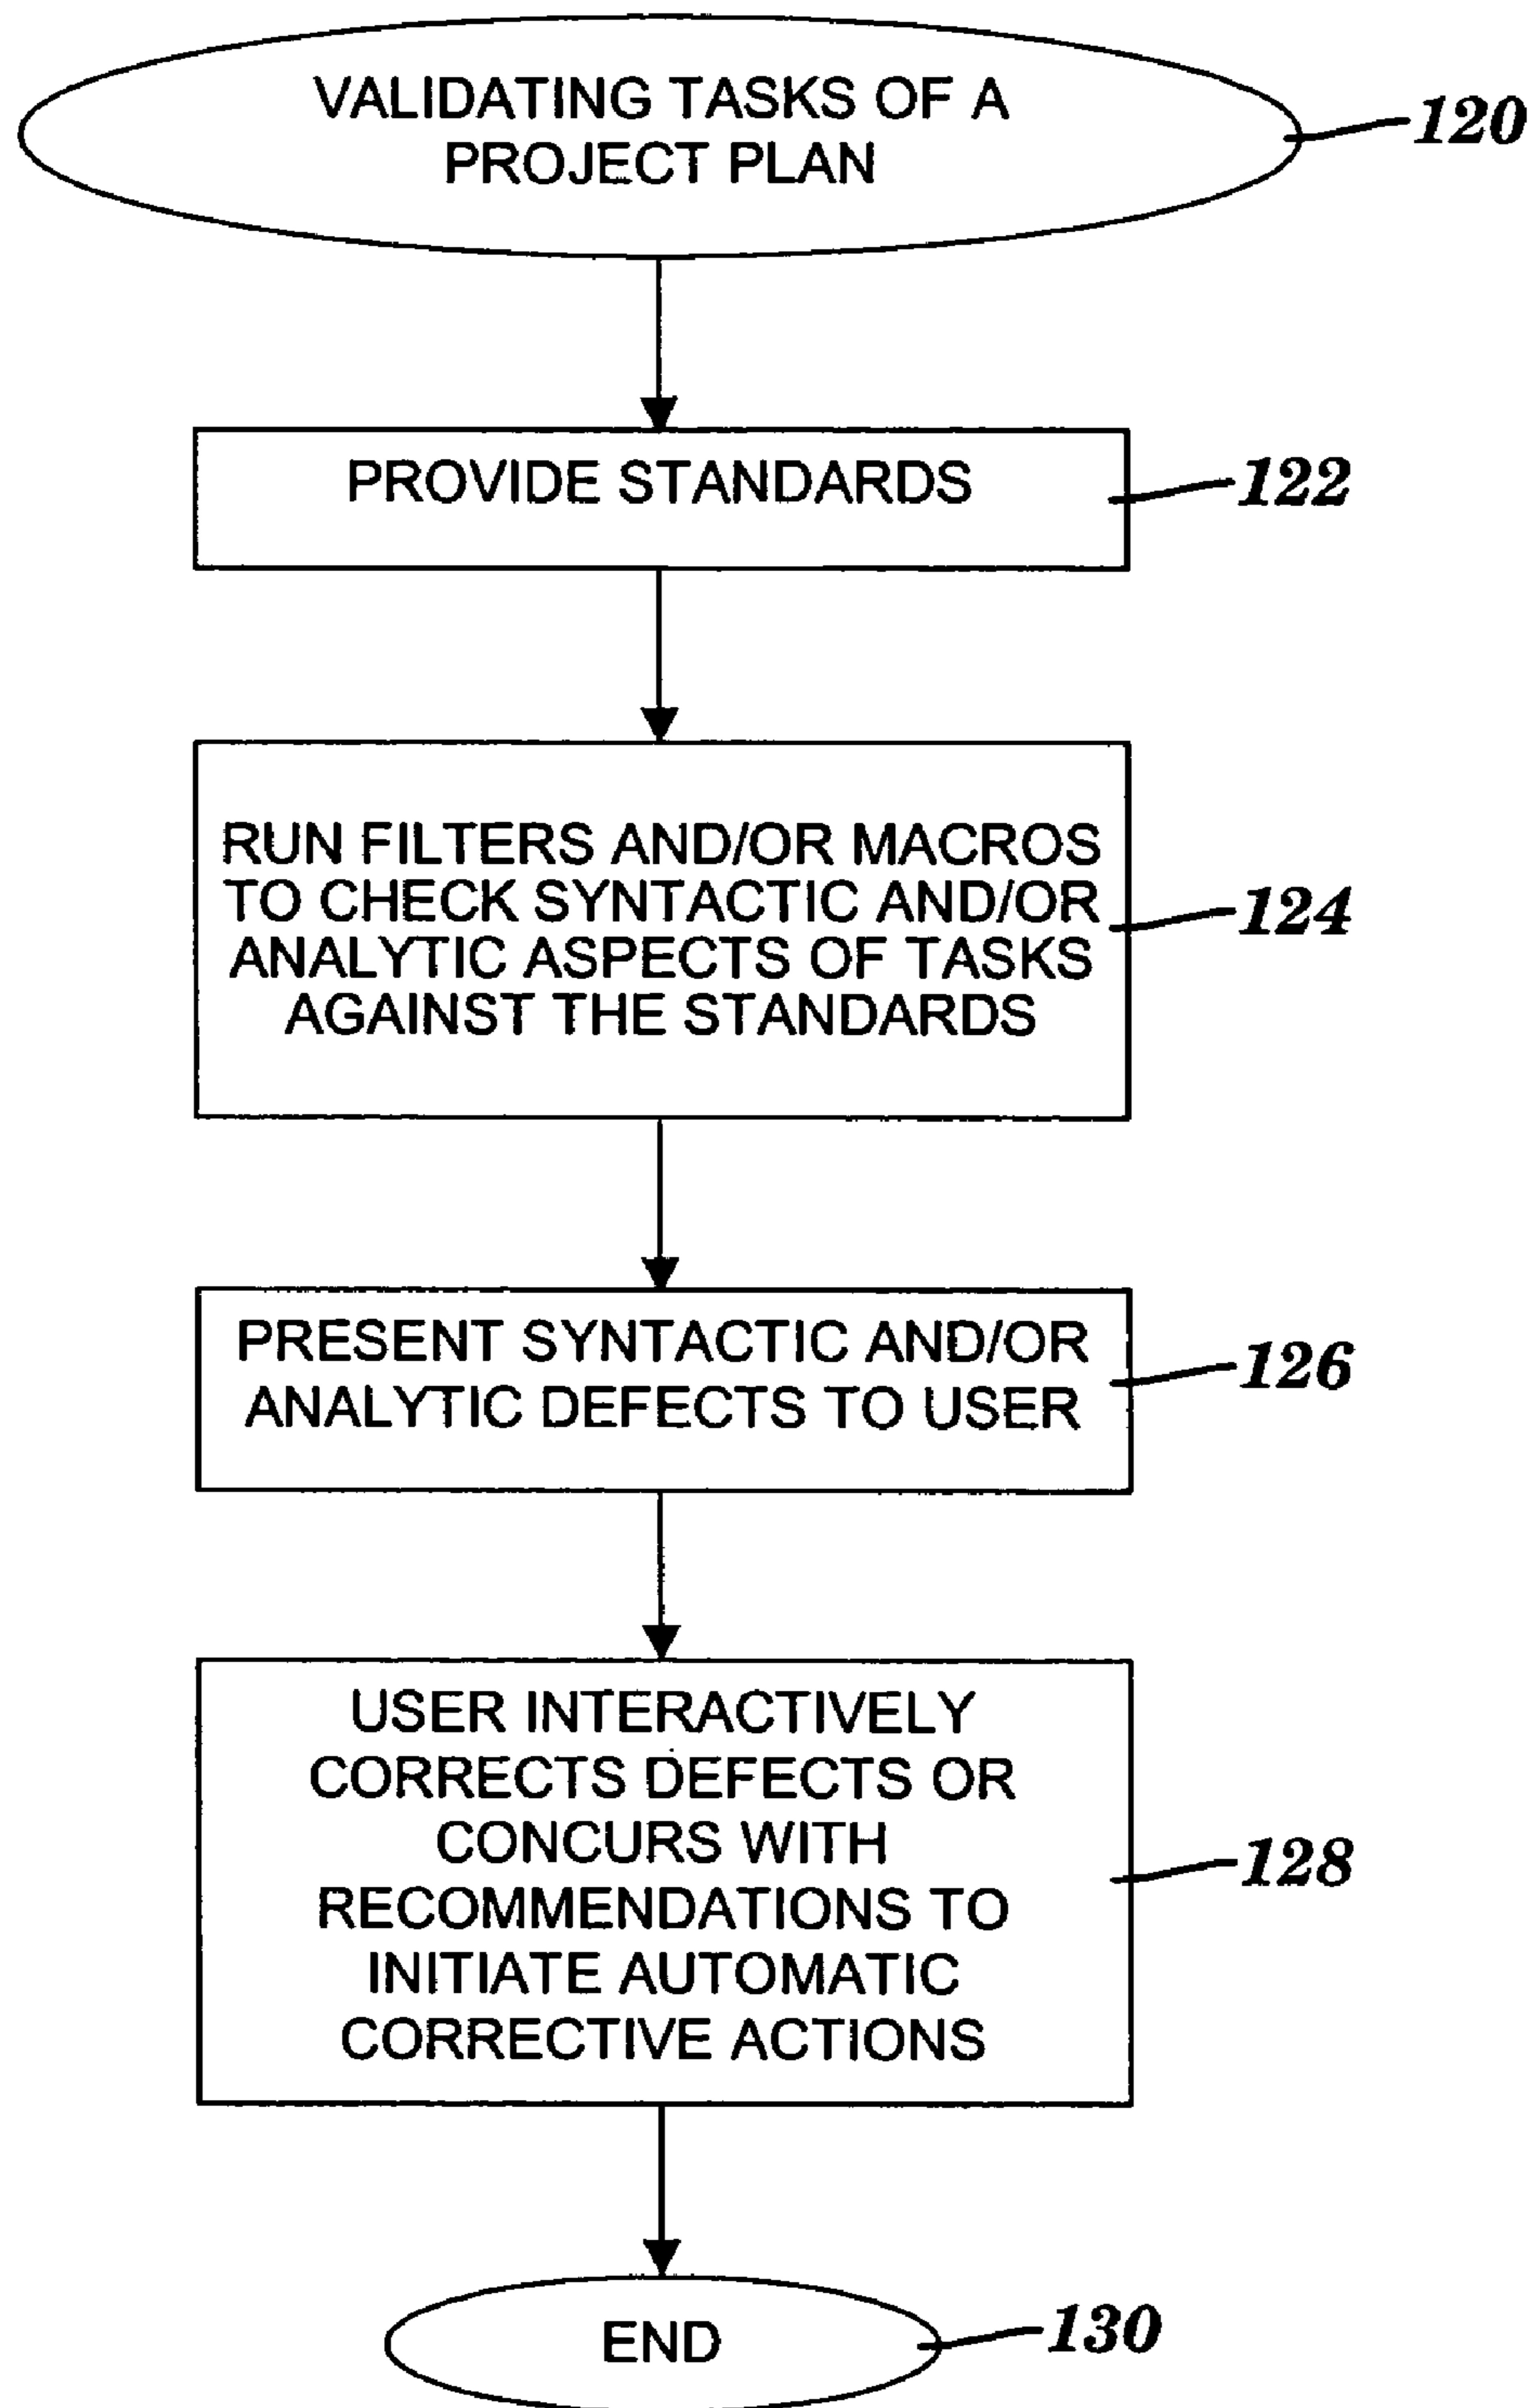 VALIDATING TASKS OF A
PROJECT PLAN
120
PROVIDE STANDARDS
122
RUN FILTERS AND/OR MACROS
TO CHECK SYNTACTIC AND/OR
ANALYTIC ASPECTS OF TASKS
AGAINST THE STANDARDS
124
PRESENT SYNTACTIC AND/OR
ANALYTIC DEFECTS TO USER
126
USER INTERACTIVELY
CORRECTS DEFECTS OR
CONCURS WITH
RECOMMENDATIONS TO
INITIATE AUTOMATIC
CORRECTIVE ACTIONS
128
END
130